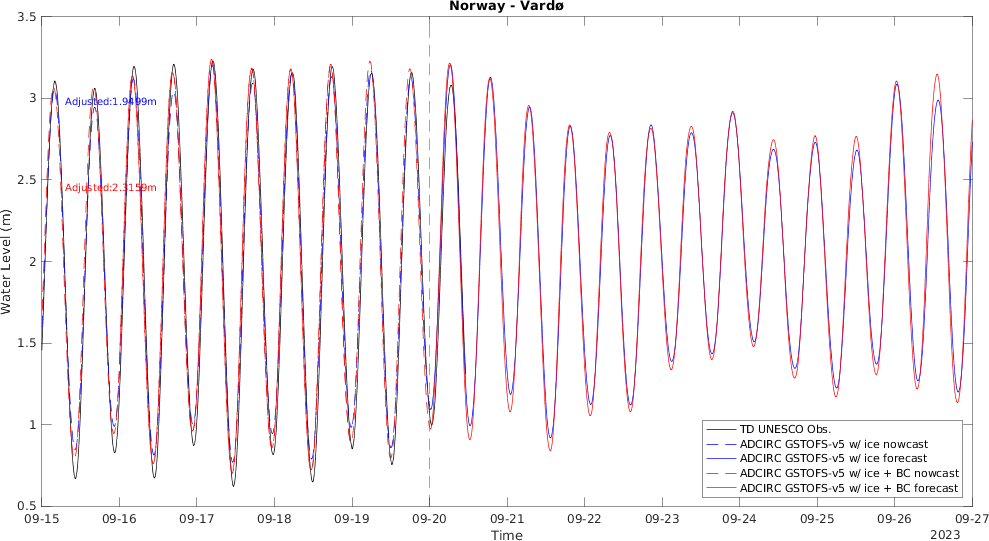 Norway - Vardø
3.5
3
2.5
2
1.5
1
0.5
Water Level (m)
Adjusted:1.9499m
Adjusted:2.3159m
TD UNESCO Obs.
ADCIRC GSTOFS-v5 w/ ice nowcast
ADCIRC GSTOFS-v5 w/ ice forecast
ADCIRC GSTOFS-v5 w/ ice + BC nowcast
ADCIRC GSTOFS-v5 w/ ice + BC forecast
09-15 09-16 09-17 09-18 09-19 09-20 09-21 09-22 09-23 09-24 09-25 09-26 09-27
Time
2023